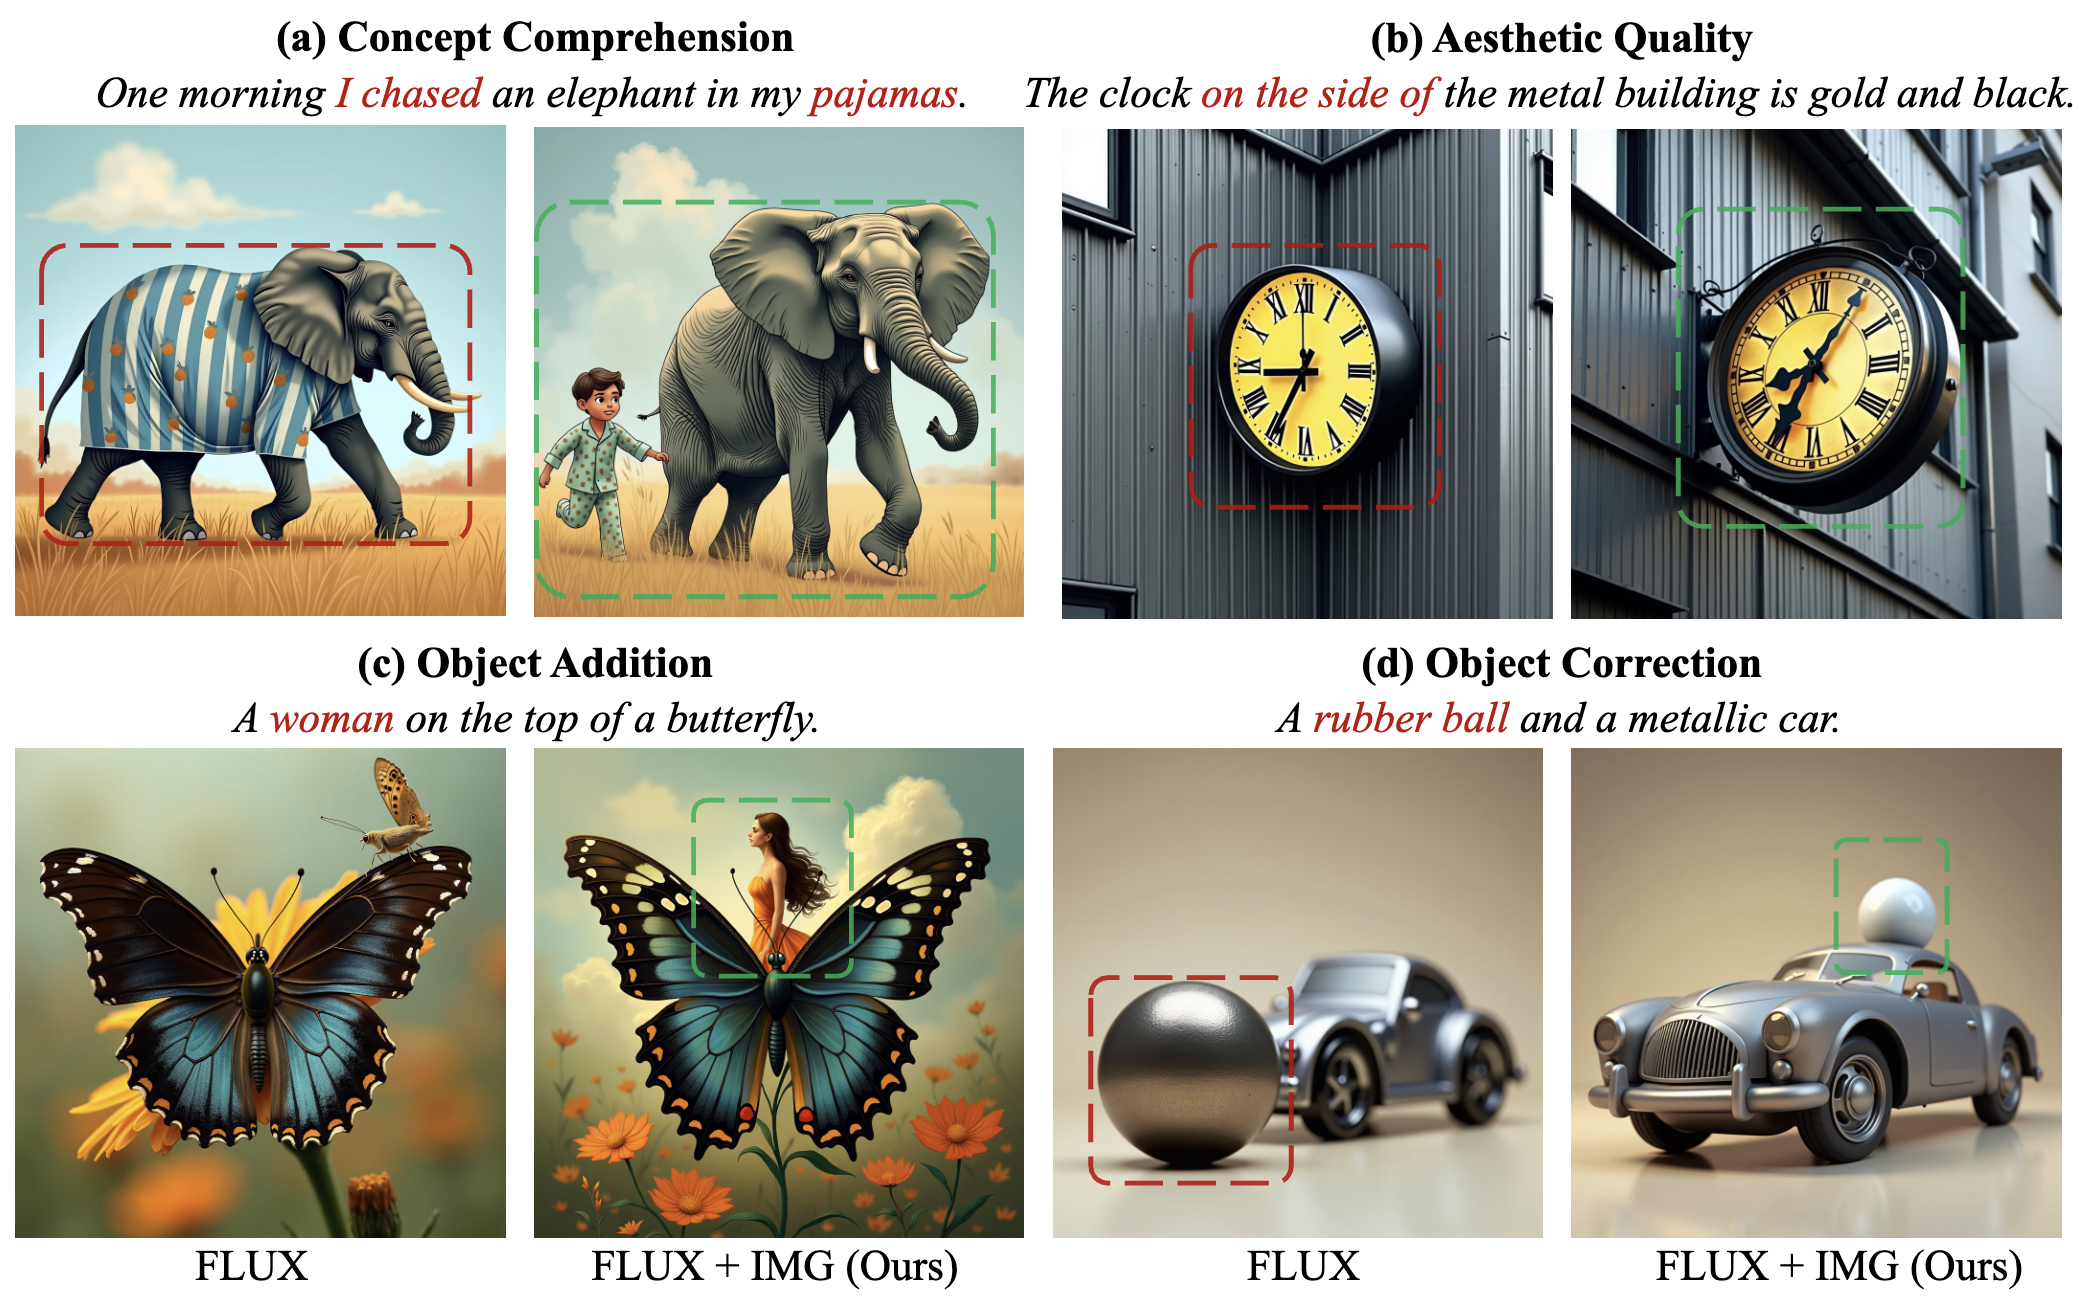 (a) Concept Comprehension
One morning I chased an elephant in my pajamas.
(b) Aesthetic Quality
The clock on the side of the metal building is gold and black.
(c) Object Addition
A woman on the top of a butterfly.
(d) Object Correction
A rubber ball and a metallic car.
FLUX
FLUX + IMG (Ours)
FLUX
FLUX + IMG (Ours)